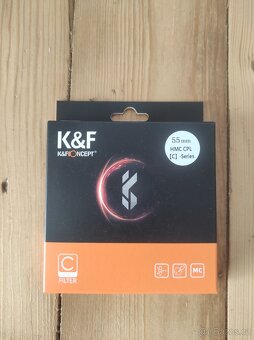 K&F
K&F CONCEPT®
55mm
HMC CPL
[C] -Series
C
FILTER
MC